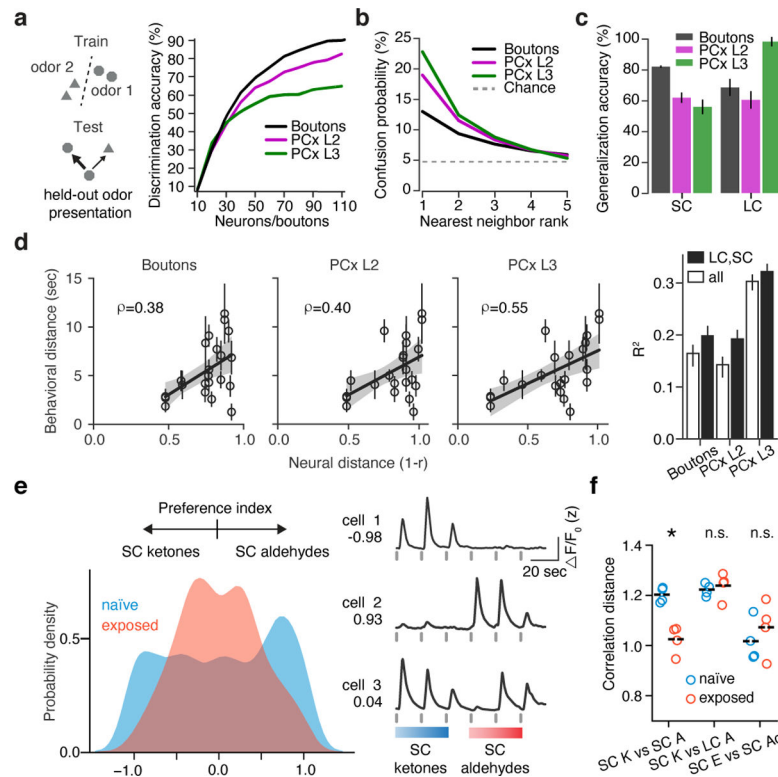 a
Train
odor 2
odor 1
Test
held-out odor
presentation
Discrimination accuracy (%)
90
80
70
60
50
40
30
20
10
Boutons
PCx L2
PCx L3
10 30 50 70 90 110
Neurons/boutons
b
Confusion probability (%)
25
20
15
10
5
0
Boutons
PCx L2
PCx L3
Chance
1 2 3 4 5
Nearest neighbor rank
c
Generalization accuracy (%)
Boutons
PCx L2
PCx L3
100
80
60
40
20
0
SC LC
d
Behavioral distance (sec)
15
10
5
0
Boutons
ρ=0.38
PCx L2
ρ=0.40
PCx L3
ρ=0.55
0.0 0.5 1.0
0.0 0.5 1.0
0.0 0.5 1.0
Neural distance (1-r)
R²
LC,SC
all
0.3
0.2
0.1
0.0
Boutons
PCx L2
PCx L3
e
Preference index
SC ketones
SC aldehydes
naïve
exposed
Probability density
0.5
0.0
−1.0 0.0 1.0
cell 1
-0.98
cell 2
0.93
cell 3
0.04
△F/F₀ (z)
20 sec
SC
ketones
SC
aldehydes
f
* n.s. n.s.
Correlation distance
1.4
1.2
1.0
0.8
naïve
exposed
SC K vs SC A
SC K vs LC A
SC E vs SC